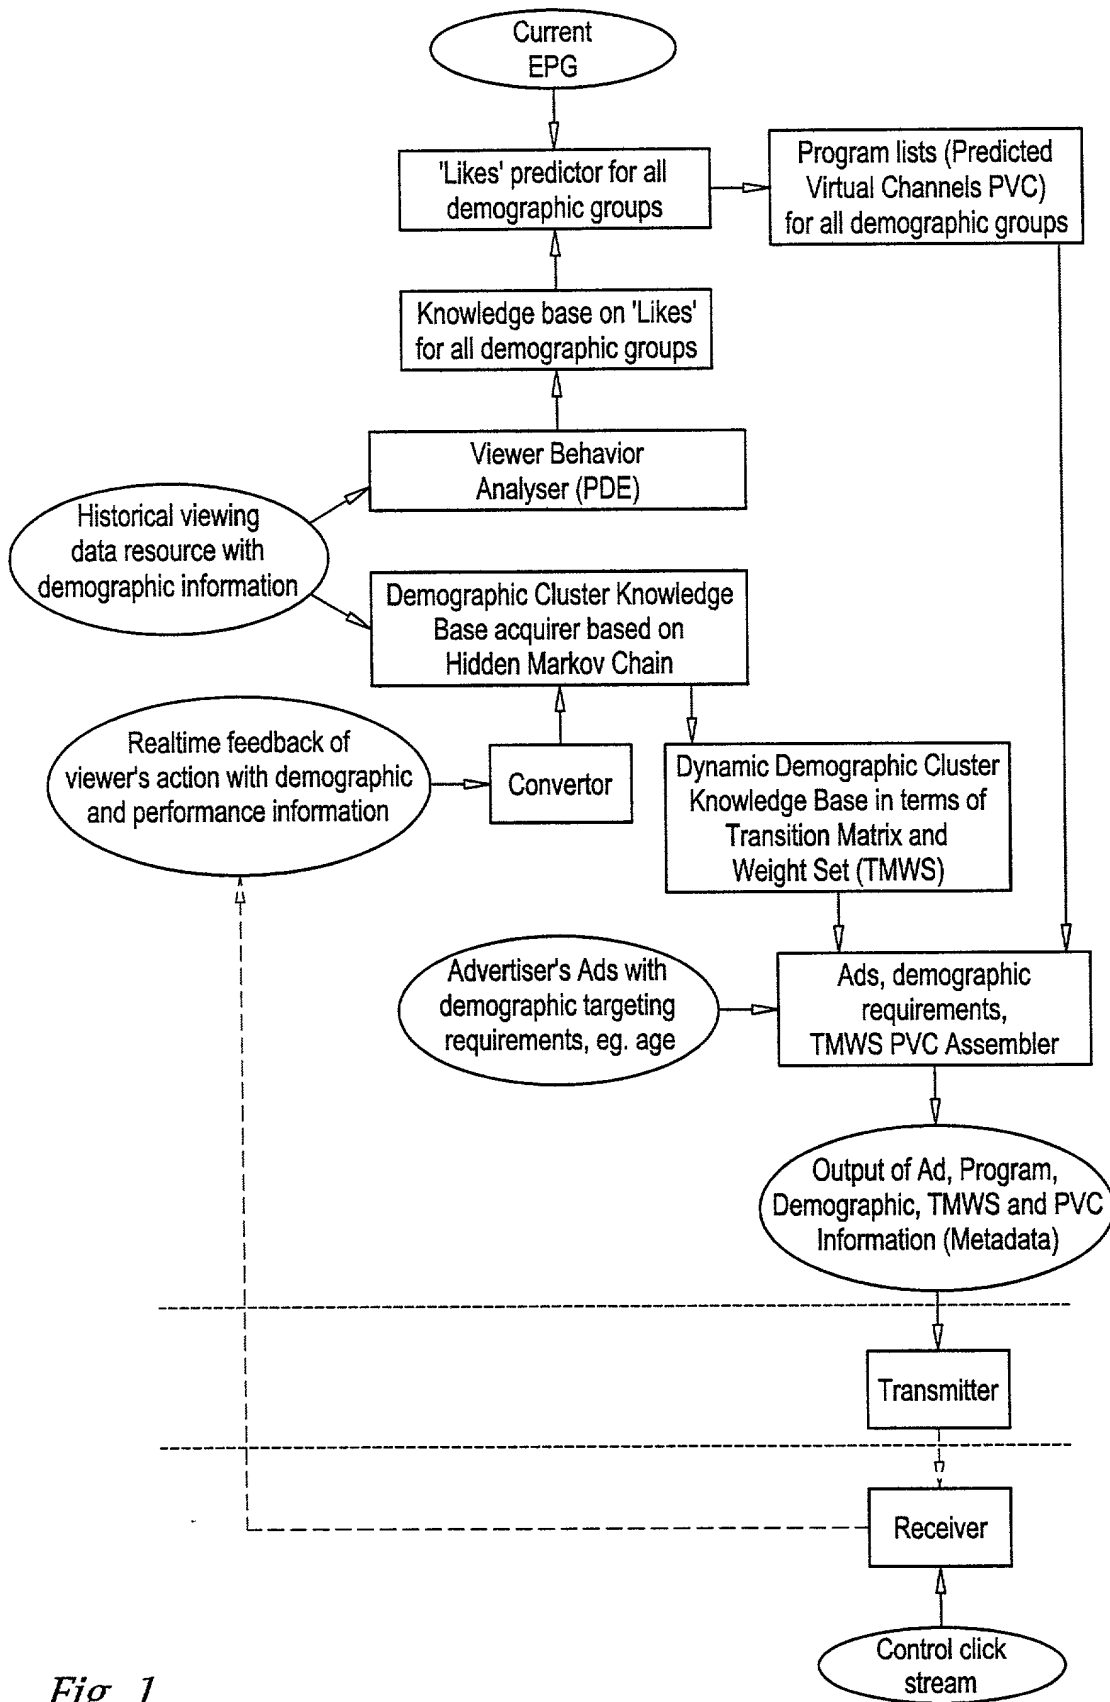 Current
EPG
'Likes' predictor for all
demographic groups
Program lists (Predicted
Virtual Channels PVC)
for all demographic groups
Knowledge base on 'Likes'
for all demographic groups
Viewer Behavior
Analyser (PDE)
Historical viewing
data resource with
demographic information
Demographic Cluster Knowledge
Base acquirer based on
Hidden Markov Chain
Realtime feedback of
viewer's action with demographic
and performance information
Convertor
Dynamic Demographic Cluster
Knowledge Base in terms of
Transition Matrix and
Weight Set (TMWS)
Advertiser's Ads with
demographic targeting
requirements, eg. age
Ads, demographic
requirements,
TMWS PVC Assembler
Output of Ad, Program,
Demographic, TMWS and PVC
Information (Metadata)
Transmitter
Receiver
Control click
stream
Fig. 1